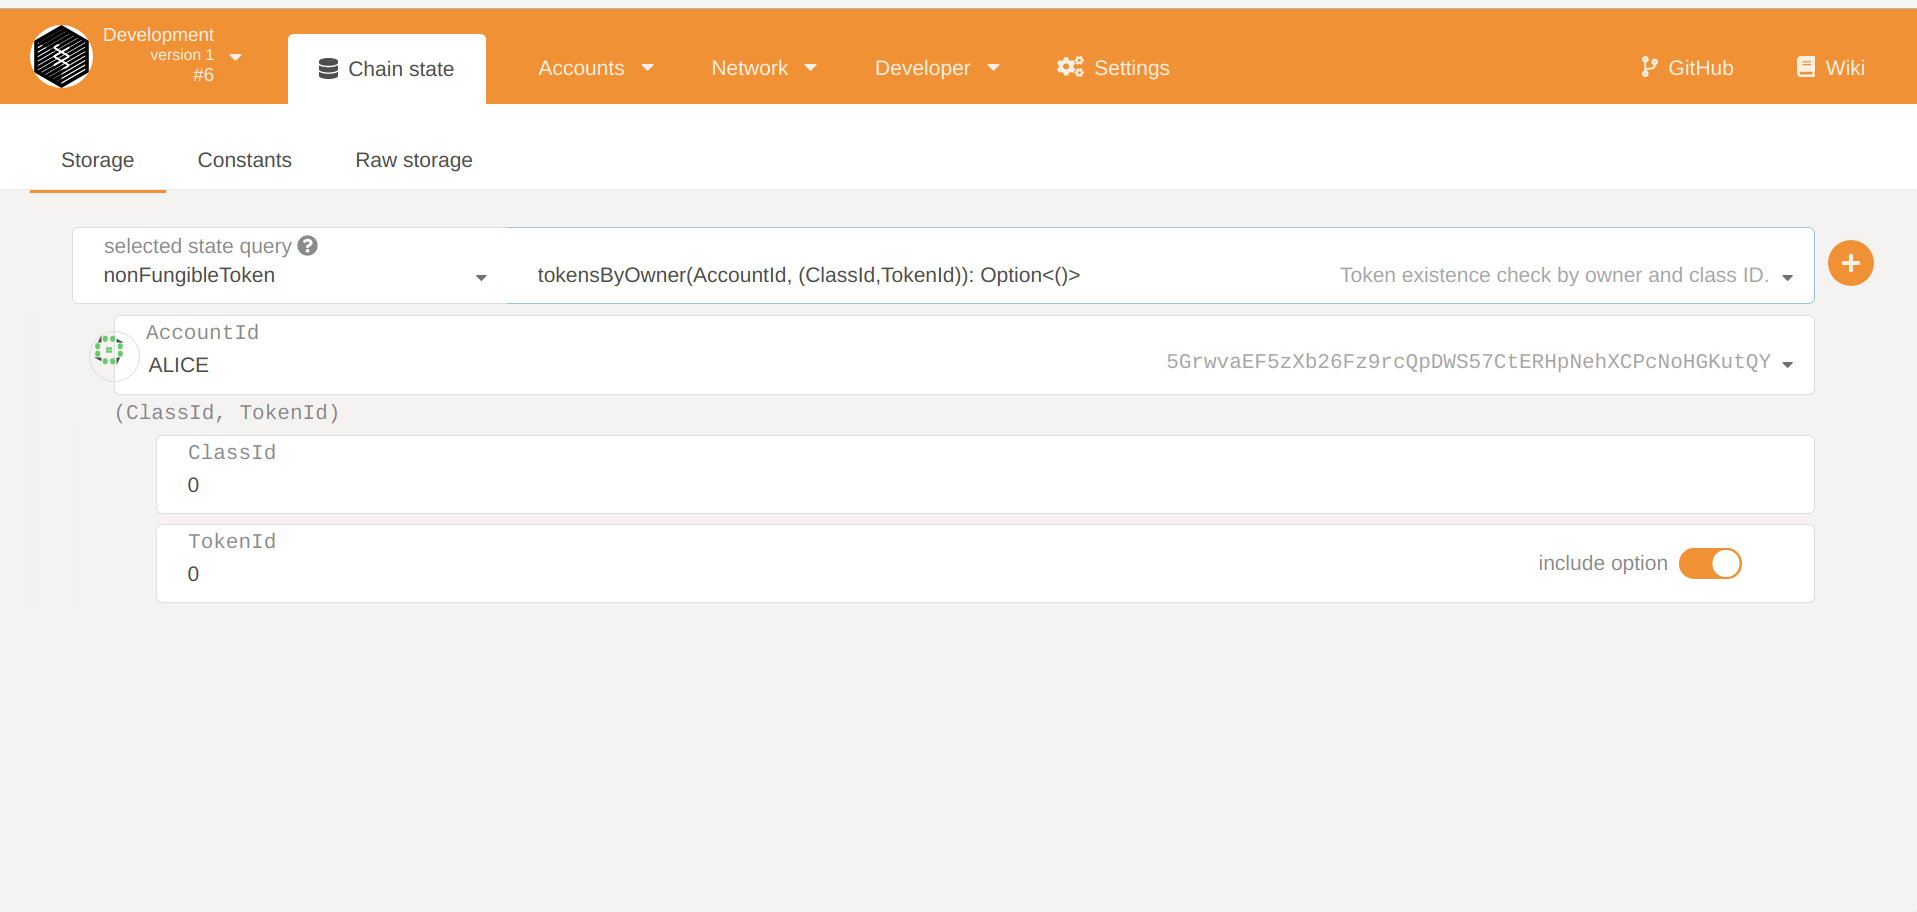 Development
version 1
#6
Chain state
Accounts
Network
Developer
Settings
GitHub
Wiki
Storage
Constants
Raw storage
selected state query
nonFungibleToken
tokensByOwner(AccountId, (ClassId,TokenId)): Option<()>
Token existence check by owner and class ID.
AccountId
ALICE
5GrwvaEF5zXb26Fz9rcQpDWS57CtERHpNehXCPcNoHGKutQY
(ClassId, TokenId)
ClassId
0
TokenId
0
include option